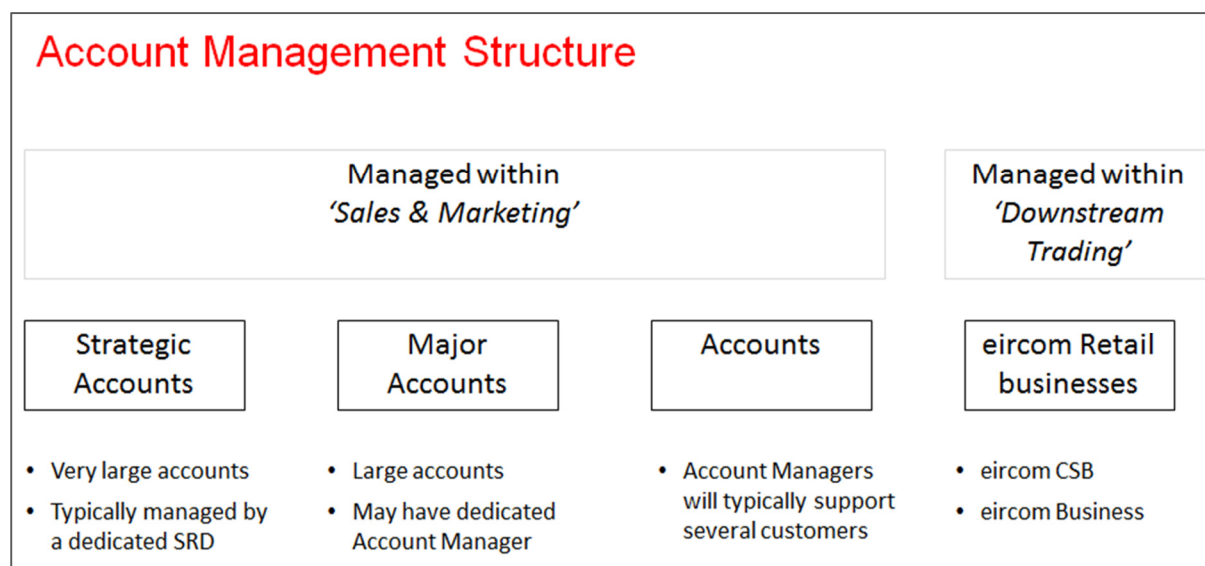 Account Management Structure
Managed within
‘Sales & Marketing’
Managed within
‘Downstream
Trading’
Strategic
Accounts
Major
Accounts
Accounts
eircom Retail
businesses
• Very large accounts
• Typically managed by
a dedicated SRD
• Large accounts
• May have dedicated
Account Manager
• Account Managers
will typically support
several customers
• eircom CSB
• eircom Business